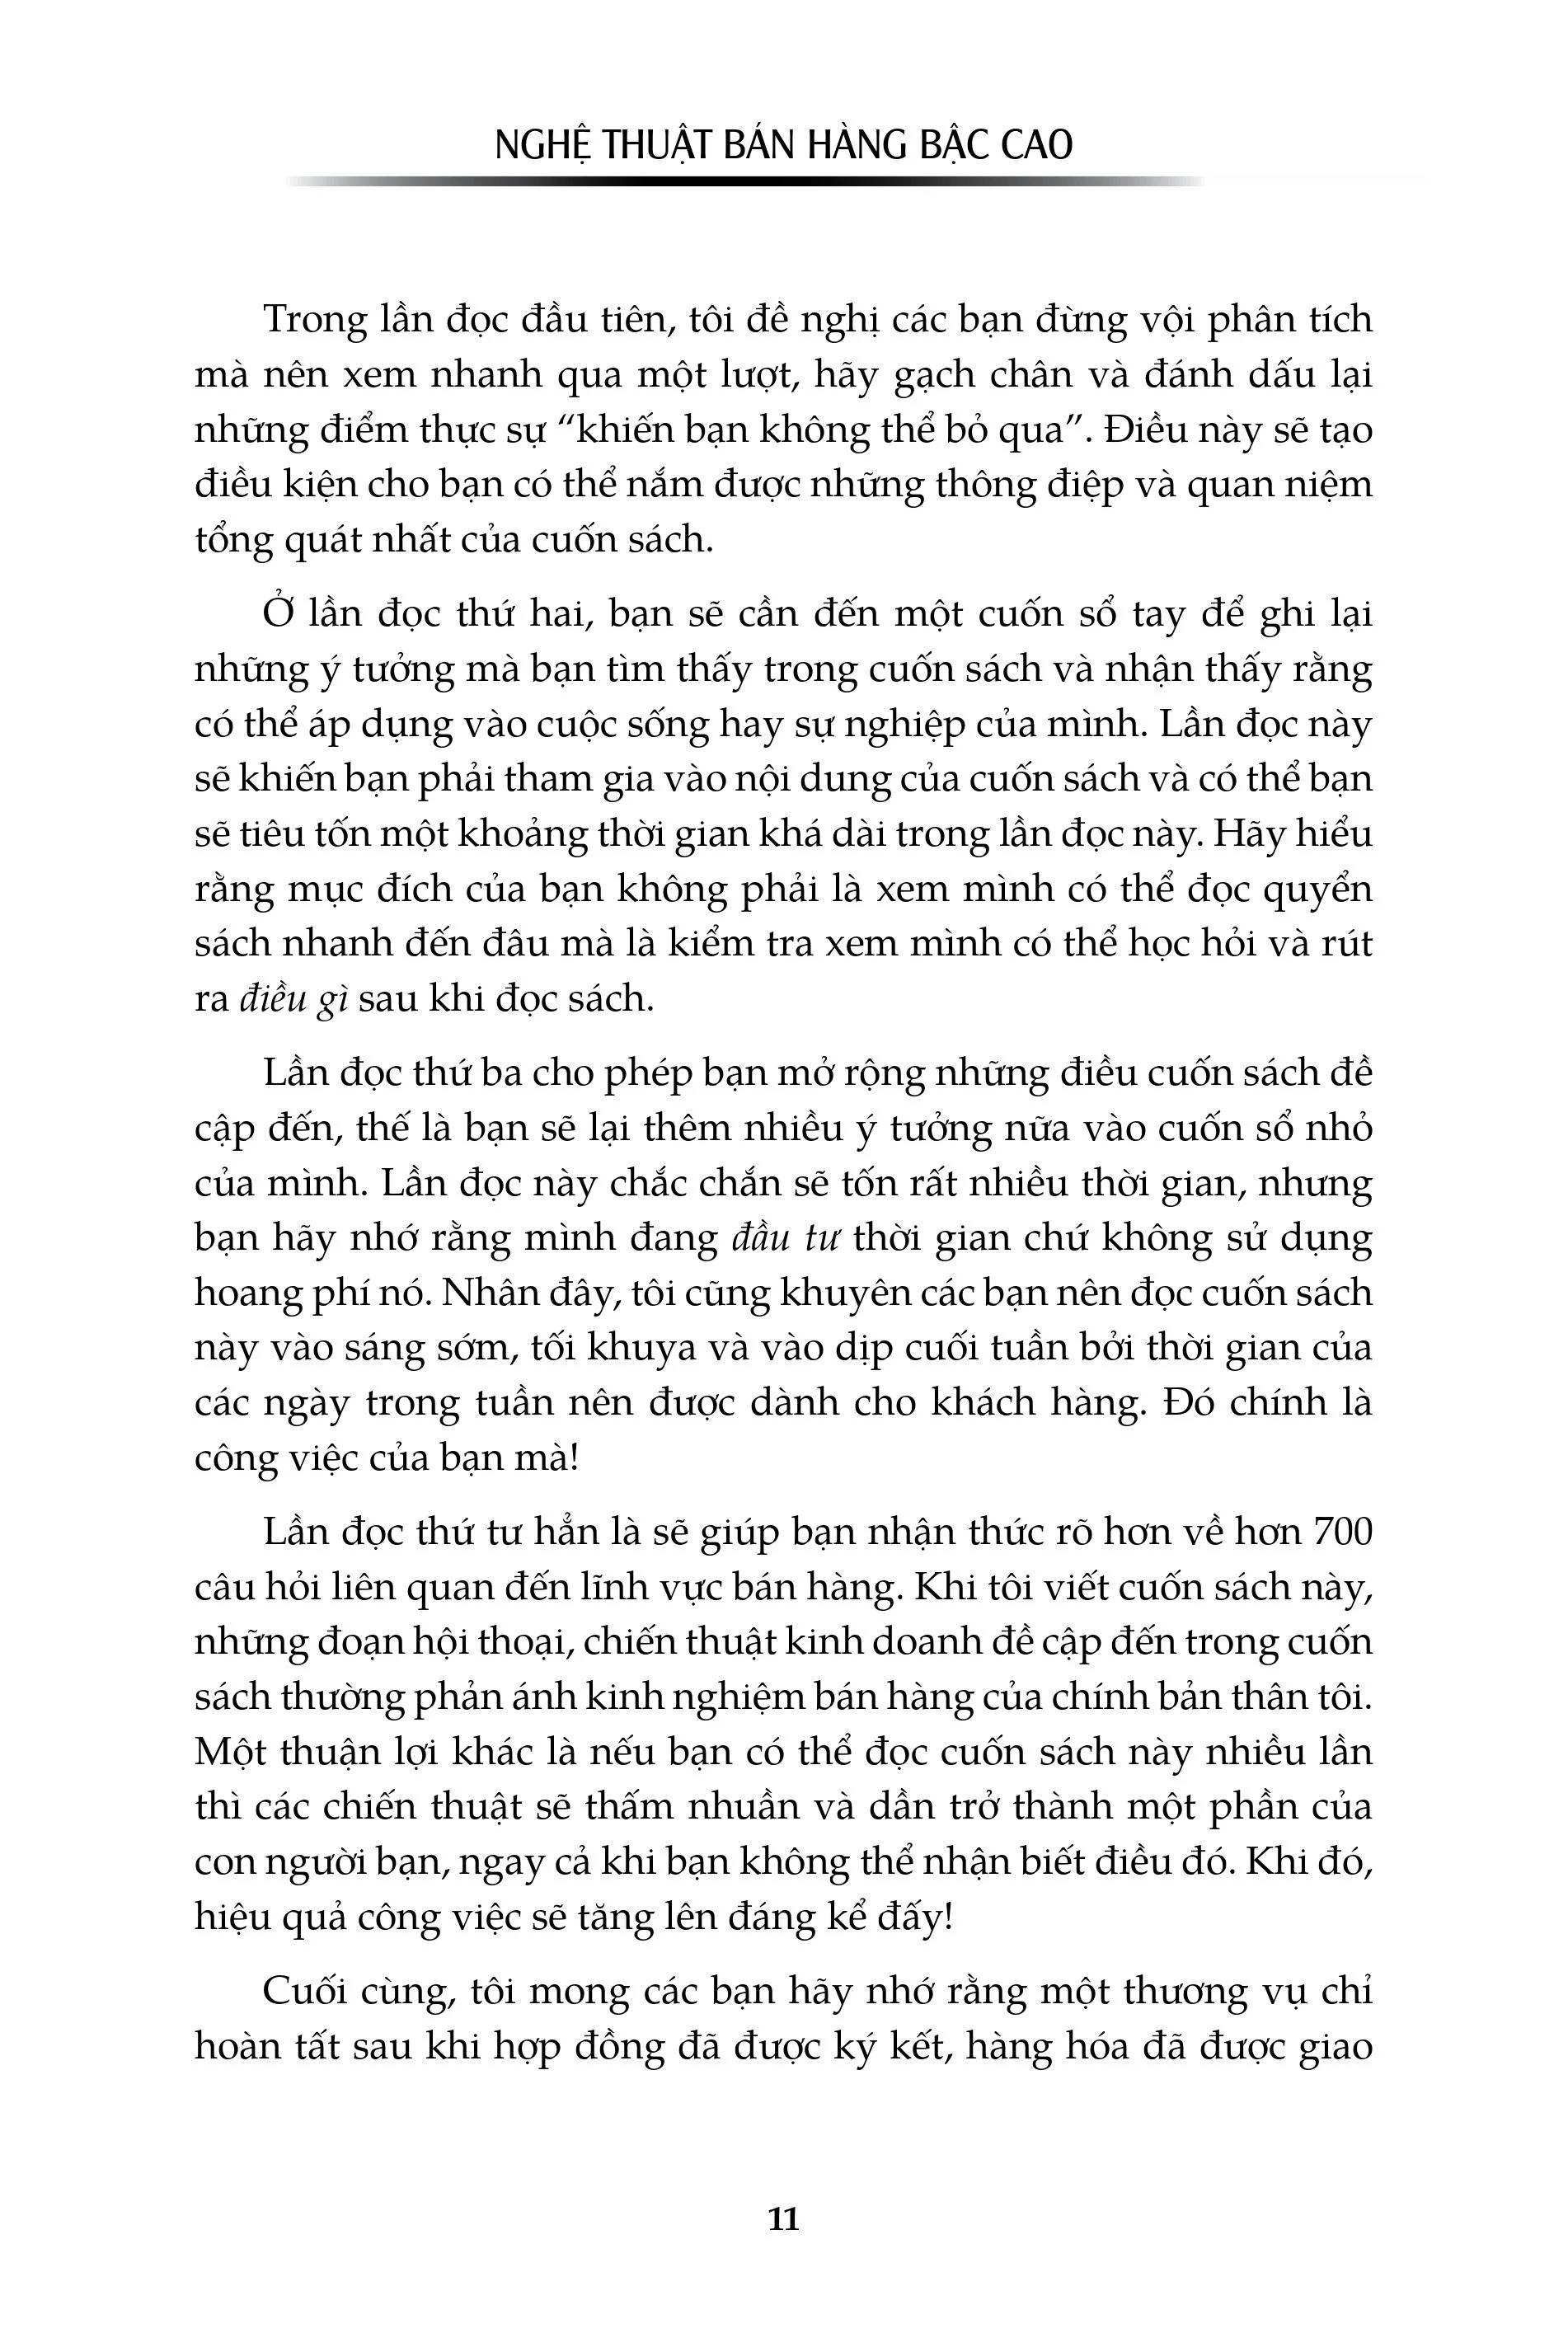 NGHỆ THUẬT BÁN HÀNG BẬC CAO
Trong lần đọc đầu tiên, tôi đề nghị các bạn đừng vội phân tích
mà nên xem nhanh qua một lượt, hãy gạch chân và đánh dấu lại
những điểm thực sự “khiến bạn không thể bỏ qua”. Điều này sẽ tạo
điều kiện cho bạn có thể nắm được những thông điệp và quan niệm
tổng quát nhất của cuốn sách.
Ở lần đọc thứ hai, bạn sẽ cần đến một cuốn sổ tay để ghi lại
những ý tưởng mà bạn tìm thấy trong cuốn sách và nhận thấy rằng
có thể áp dụng vào cuộc sống hay sự nghiệp của mình. Lần đọc này
sẽ khiến bạn phải tham gia vào nội dung của cuốn sách và có thể bạn
sẽ tiêu tốn một khoảng thời gian khá dài trong lần đọc này. Hãy hiểu
rằng mục đích của bạn không phải là xem mình có thể đọc quyển
sách nhanh đến đâu mà là kiểm tra xem mình có thể học hỏi và rút
ra điều gì sau khi đọc sách.
Lần đọc thứ ba cho phép bạn mở rộng những điều cuốn sách đề
cập đến, thế là bạn sẽ lại thêm nhiều ý tưởng nữa vào cuốn sổ nhỏ
của mình. Lần đọc này chắc chắn sẽ tốn rất nhiều thời gian, nhưng
bạn hãy nhớ rằng mình đang đầu tư thời gian chứ không sử dụng
hoang phí nó. Nhân đây, tôi cũng khuyên các bạn nên đọc cuốn sách
này vào sáng sớm, tối khuya và vào dịp cuối tuần bởi thời gian của
các ngày trong tuần nên được dành cho khách hàng. Đó chính là
công việc của bạn mà!
Lần đọc thứ tư hẳn là sẽ giúp bạn nhận thức rõ hơn về hơn 700
câu hỏi liên quan đến lĩnh vực bán hàng. Khi tôi viết cuốn sách này,
những đoạn hội thoại, chiến thuật kinh doanh đề cập đến trong cuốn
sách thường phản ánh kinh nghiệm bán hàng của chính bản thân tôi.
Một thuận lợi khác là nếu bạn có thể đọc cuốn sách này nhiều lần
thì các chiến thuật sẽ thấm nhuần và dần trở thành một phần của
con người bạn, ngay cả khi bạn không thể nhận biết điều đó. Khi đó,
hiệu quả công việc sẽ tăng lên đáng kể đấy!
Cuối cùng, tôi mong các bạn hãy nhớ rằng một thương vụ chỉ
hoàn tất sau khi hợp đồng đã được ký kết, hàng hóa đã được giao
11